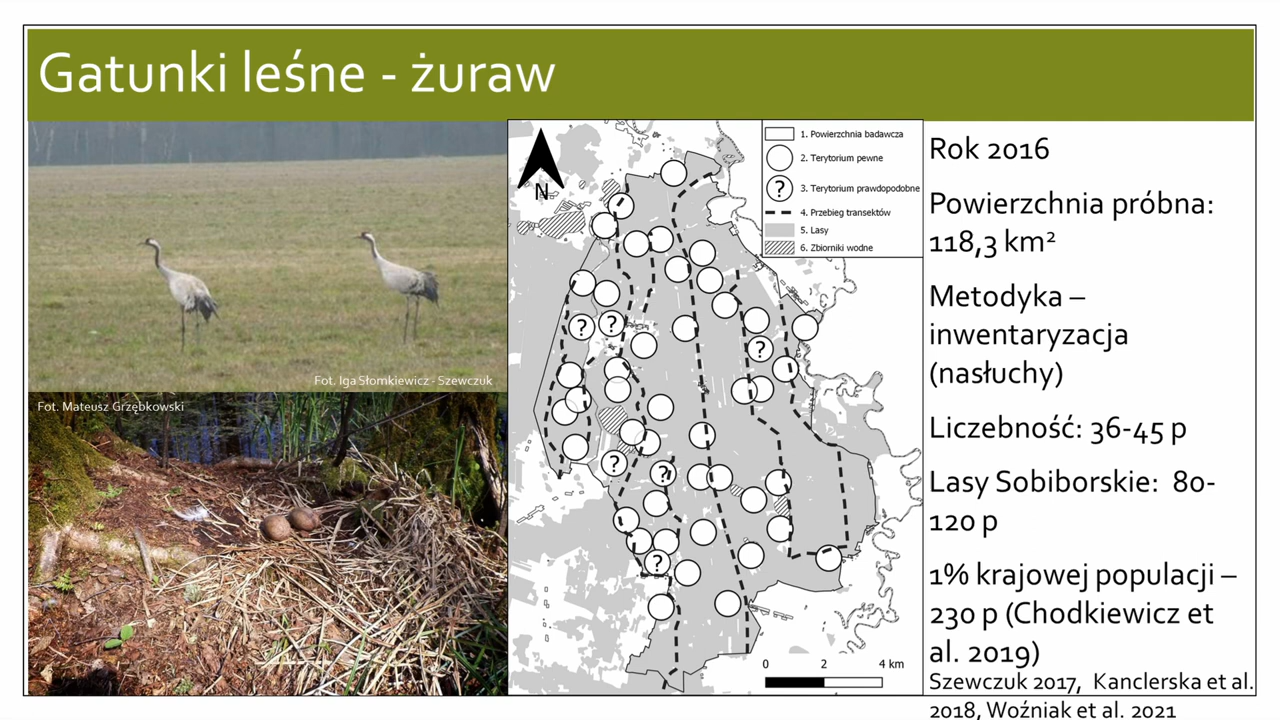 Gatunki leśne - żuraw
Fot. Iga Słomkiewicz - Szewczuk
Fot. Mateusz Grzębkowski
N
1. Powierzchnia badawcza
2. Terytorium pewne
? 3. Terytorium prawdopodobne
4. Przebieg transektów
5. Lasy
6. Zbiorniki wodne
? ?
?
?
?
?
0 2 4 km
Rok 2016
Powierzchnia próbna:
118,3 km²
Metodyka –
inwentaryzacja
(nasłuchy)
Liczebność: 36-45 p
Lasy Sobiborskie: 80-
120 p
1% krajowej populacji –
230 p (Chodkiewicz et
al. 2019)
Szewczuk 2017, Kanclerska et al.
2018, Woźniak et al. 2021